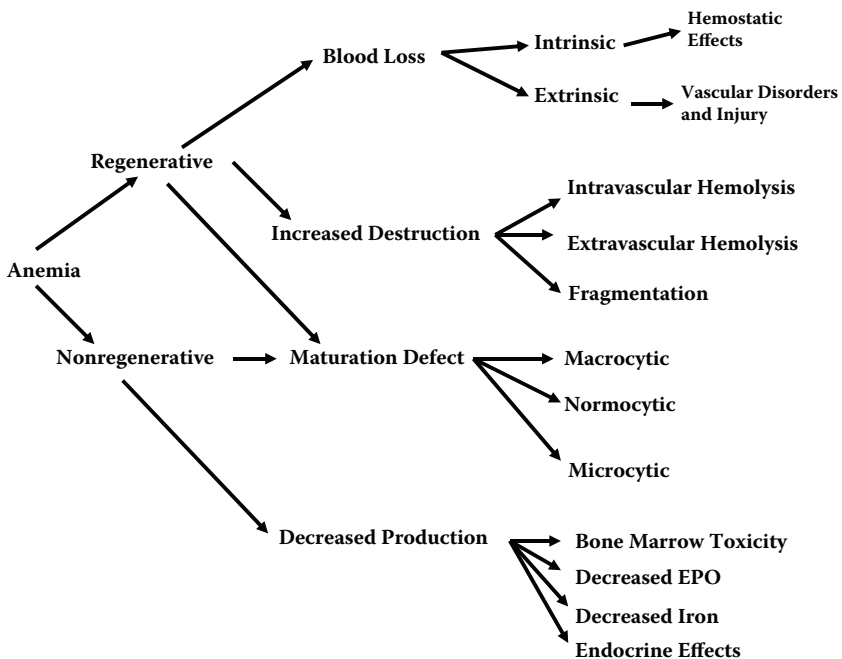 Hemostatic
Effects
Intrinsic
Blood Loss
Extrinsic
Vascular Disorders
and Injury
Regenerative
Intravascular Hemolysis
Increased Destruction
Extravascular Hemolysis
Anemia
Fragmentation
Nonregenerative
Maturation Defect
Macrocytic
Normocytic
Microcytic
Decreased Production
Bone Marrow Toxicity
Decreased EPO
Decreased Iron
Endocrine Effects